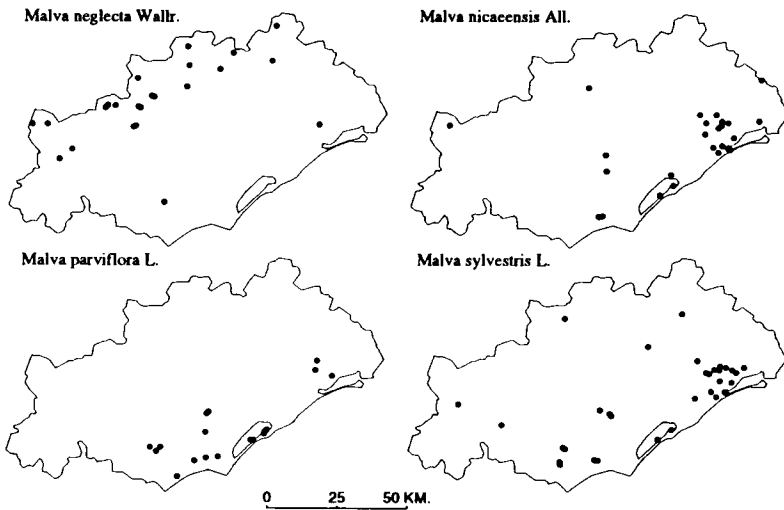 Malva neglecta Wallr.
Malva nicaeensis All.
Malva parviflora L.
Malva sylvestris L.
0 25 50 KM.